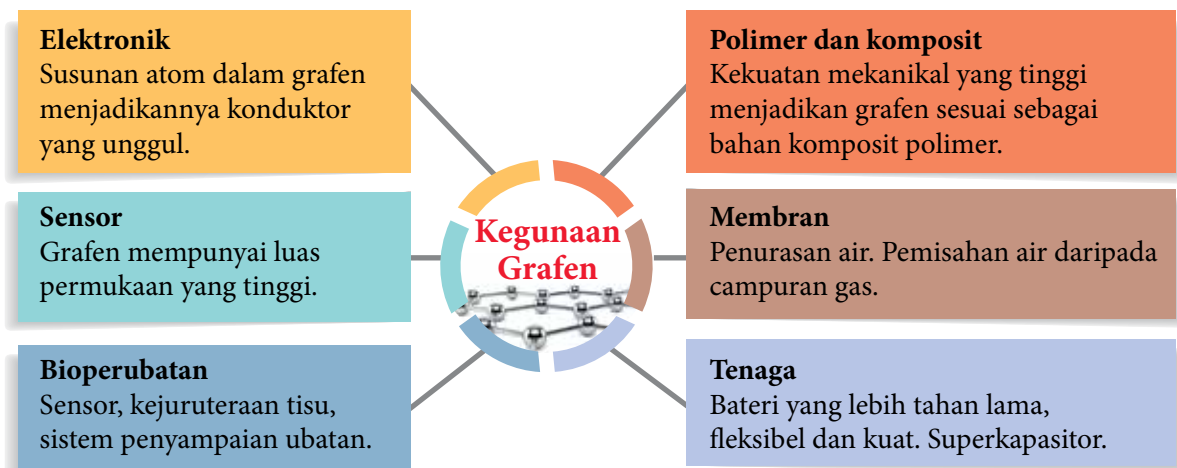 Elektronik
Susunan atom dalam grafen
menjadikannya konduktor
yang unggul.
Polimer dan komposit
Kekuatan mekanikal yang tinggi
menjadikan grafen sesuai sebagai
bahan komposit polimer.
Sensor
Grafen mempunyai luas
permukaan yang tinggi.
Kegunaan
Grafen
Membran
Penurasan air. Pemisahan air daripada
campuran gas.
Bioperubatan
Sensor, kejuruteraan tisu,
sistem penyampaian ubatan.
Tenaga
Bateri yang lebih tahan lama,
fleksibel dan kuat. Superkapasitor.